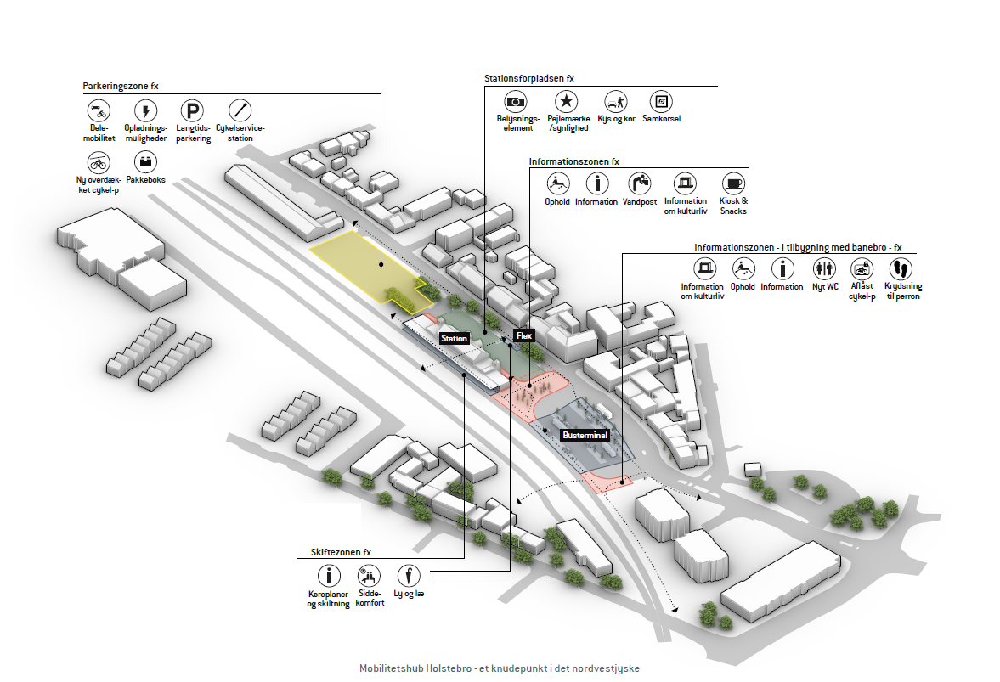 Parkeringszone fx
Dele-
mobilitet
Opladnings-
muligheder
P
Langtids-
parkering
Cykelservice-
station
Ny overdæk-
ket cykel-p
Pakkeboks
Stationsforpladsen fx
Belysnings-
element
Pejlemærke
/synlighed
Kys og kør
Samkørsel
Informationszonen fx
Ophold
Information
Vandpost
Information
om kulturliv
Kiosk &
Snacks
Informationszonen - i tilbygning med banebro - fx
Information
om kulturliv
Ophold
Information
Nyt WC
Aflåst
cykel-p
Krydsning
til perron
Station
Flex
Busterminal
Skiftezonen fx
Køreplaner
og skiltning
Sidde-
komfort
Ly og læ
Mobilitetshub Holstebro - et knudepunkt i det nordvestjyske